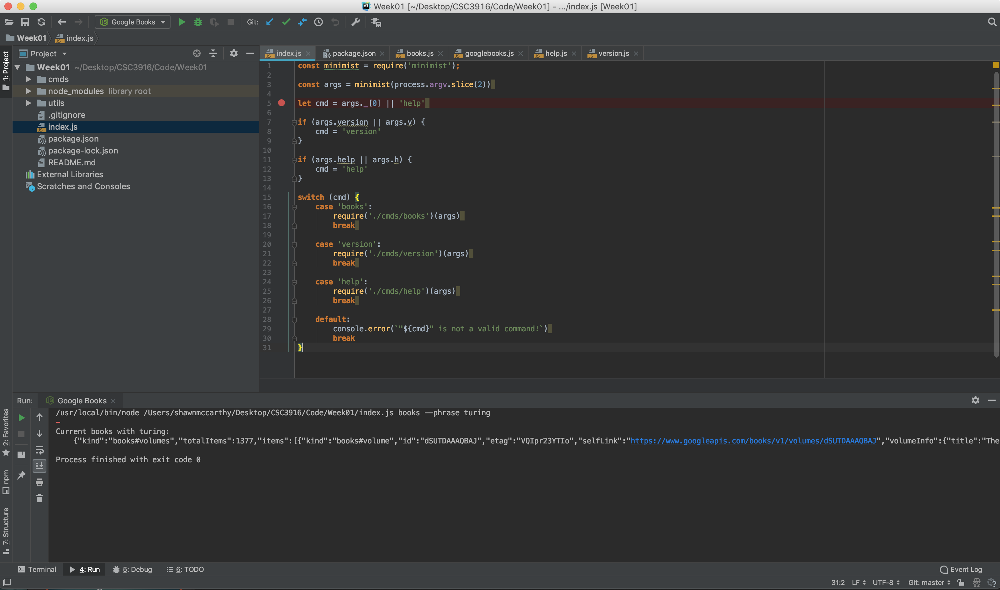 Week01 [~/Desktop/CSC3916/Code/Week01] - .../index.js [Week01]
Google Books
Git:
Week01
index.js
Project
index.js
package.json
books.js
googlebooks.js
help.js
version.js
1: Project
Week01 ~/Desktop/CSC3916/Code/Week01
cmds
node_modules library root
utils
.gitignore
index.js
package.json
package-lock.json
README.md
External Libraries
Scratches and Consoles
1 const minimist = require('minimist');
2
3 const args = minimist(process.argv.slice(2))
4
5 let cmd = args._[0] || 'help'
6
7 if (args.version || args.v) {
8 cmd = 'version'
9 }
10
11 if (args.help || args.h) {
12 cmd = 'help'
13 }
14
15 switch (cmd) {
16 case 'books':
17 require('./cmds/books')(args)
18 break
19
20 case 'version':
21 require('./cmds/version')(args)
22 break
23
24 case 'help':
25 require('./cmds/help')(args)
26 break
27
28 default:
29 console.error(`"${cmd}" is not a valid command!`)
30 break
31 }
Run:
Google Books
/usr/local/bin/node /Users/shawnmccarthy/Desktop/CSC3916/Code/Week01/index.js books --phrase turing
Current books with turing:
{"kind":"books#volumes","totalItems":1377,"items":[{"kind":"books#volume","id":"dSUTDAAAQBAJ","etag":"VQIpr23YTIo","selfLink":"https://www.googleapis.com/books/v1/volumes/dSUTDAAAQBAJ","volumeInfo":{"title":"The
Process finished with exit code 0
2: Favorites
npm
7: Structure
Terminal
4: Run
5: Debug
6: TODO
Event Log
31:2
LF
UTF-8
Git: master